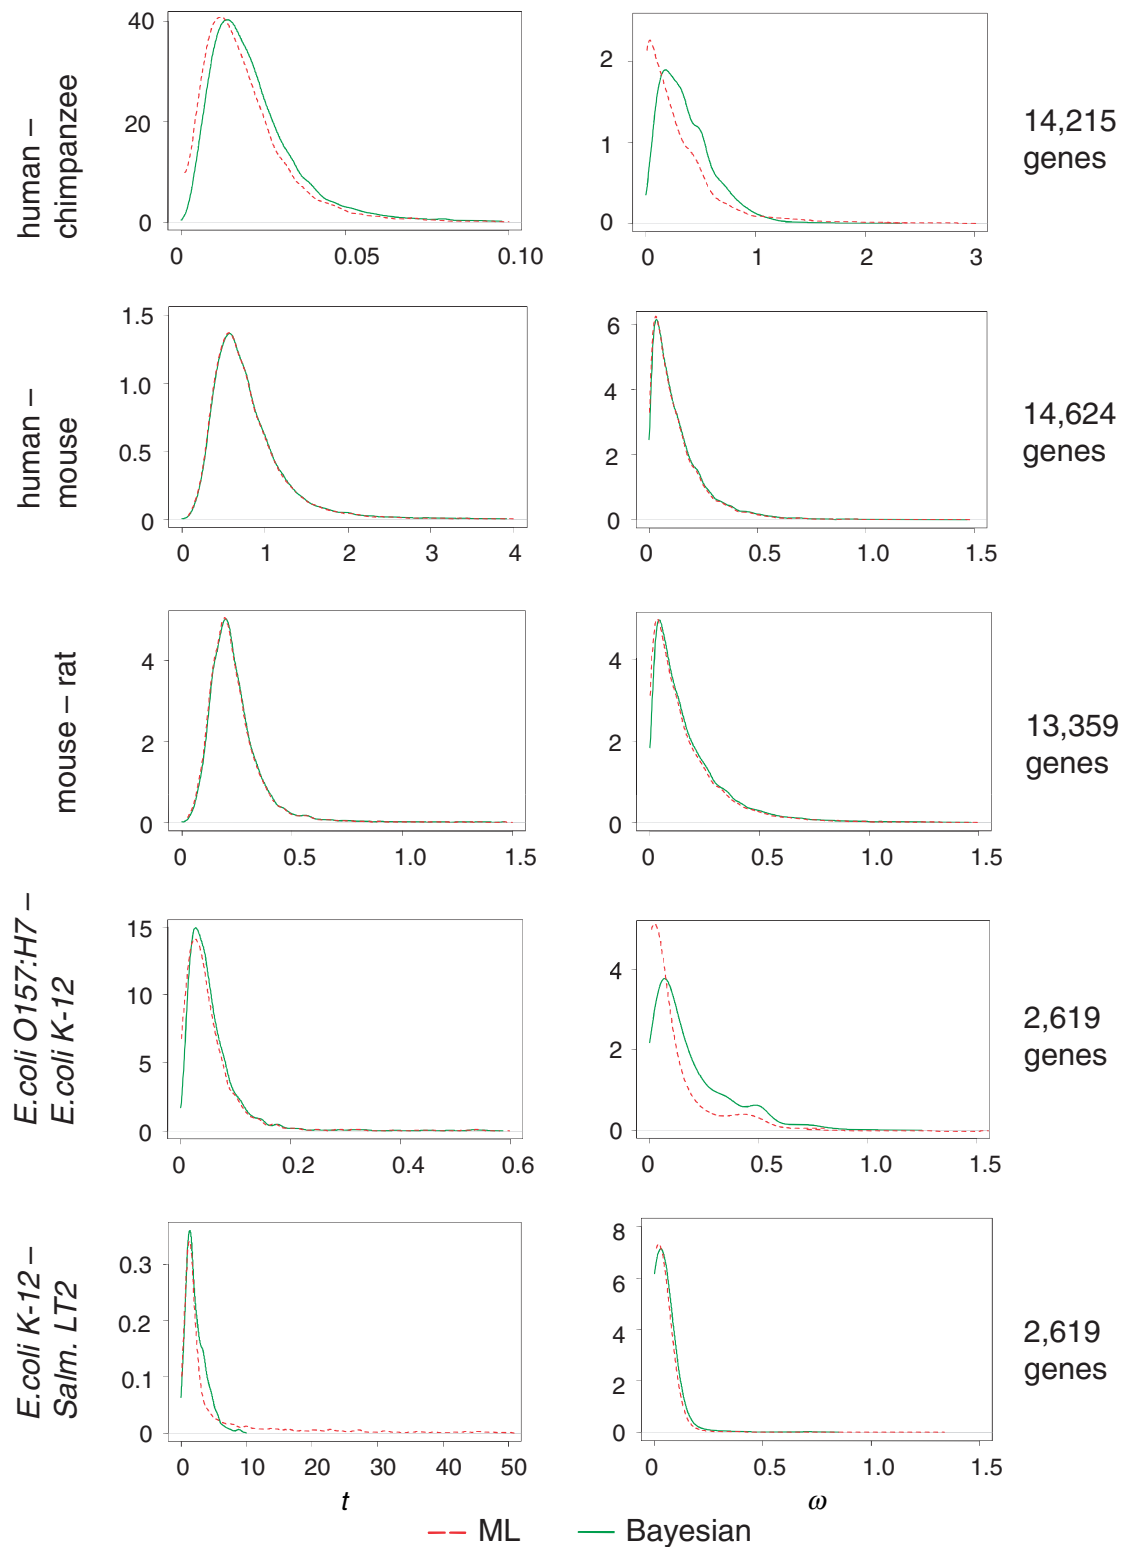 human –
chimpanzee
40
20
0
0 0.05 0.10
2
1
0
0 1 2 3
14,215
genes
human –
mouse
1.5
1.0
0.5
0
0 1 2 3 4
6
4
2
0
0 0.5 1.0 1.5
14,624
genes
mouse – rat
4
2
0
0 0.5 1.0 1.5
4
2
0
0 0.5 1.0 1.5
13,359
genes
E.coli O157:H7 –
E.coli K-12
15
10
5
0
0 0.2 0.4 0.6
4
2
0
0 0.5 1.0 1.5
2,619
genes
E.coli K-12 –
Salm. LT2
0.3
0.2
0.1
0
0 10 20 30 40 50
t
8
6
4
2
0
0 0.5 1.0 1.5
ω
2,619
genes
ML Bayesian